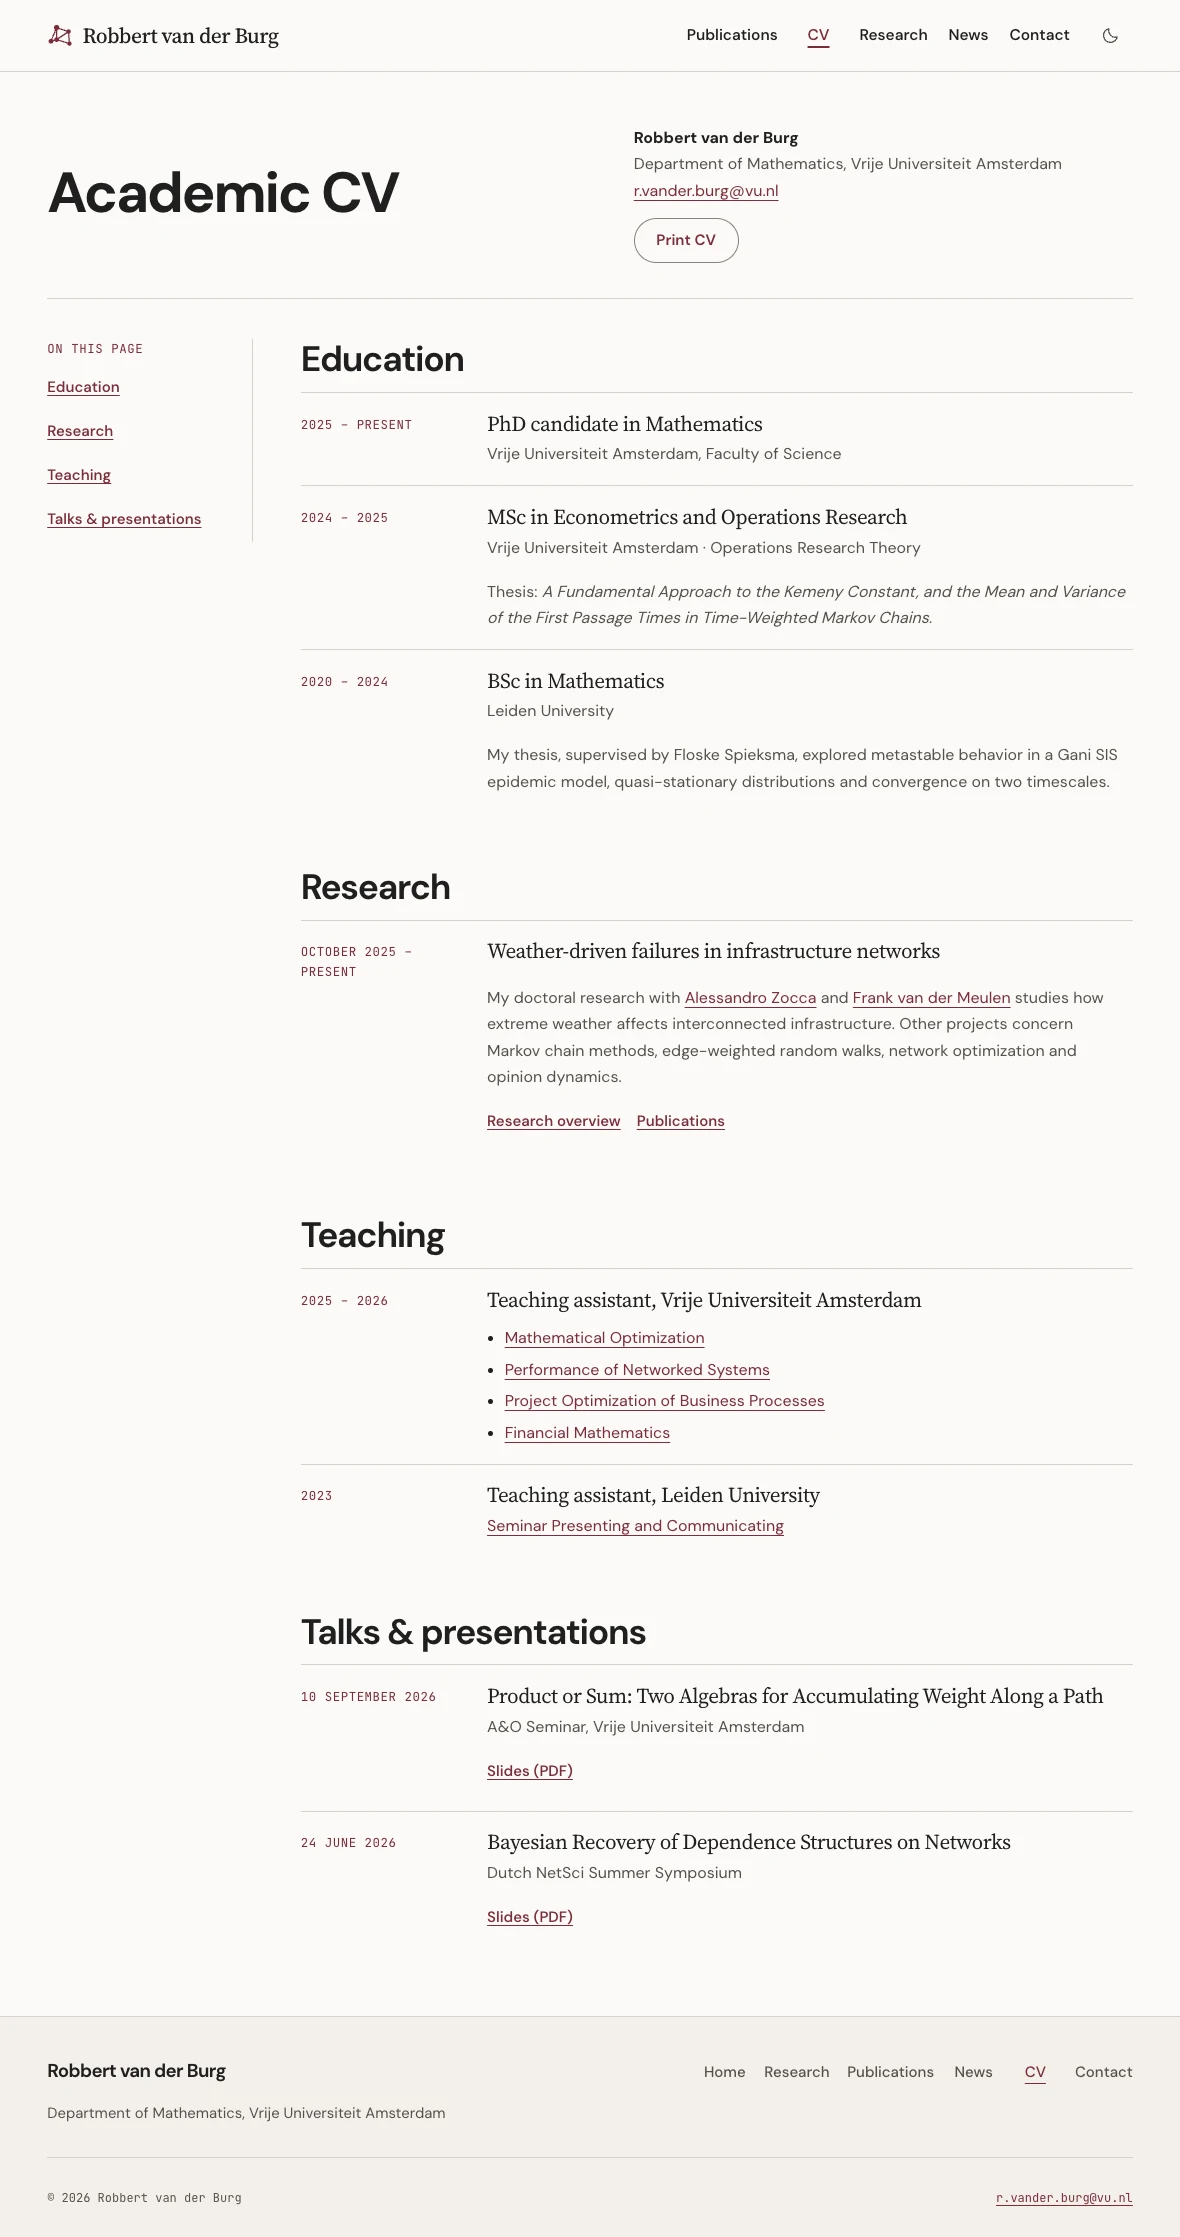 Robbert van der Burg
Publications CV Research News Contact
Academic CV
Robbert van der Burg
Department of Mathematics, Vrije Universiteit Amsterdam
r.vander.burg@vu.nl
Print CV
ON THIS PAGE
Education
Research
Teaching
Talks & presentations
Education
2025 – PRESENT
PhD candidate in Mathematics
Vrije Universiteit Amsterdam, Faculty of Science
2024 – 2025
MSc in Econometrics and Operations Research
Vrije Universiteit Amsterdam · Operations Research Theory
Thesis: A Fundamental Approach to the Kemeny Constant, and the Mean and Variance
of the First Passage Times in Time-Weighted Markov Chains.
2020 – 2024
BSc in Mathematics
Leiden University
My thesis, supervised by Floske Spieksma, explored metastable behavior in a Gani SIS
epidemic model, quasi-stationary distributions and convergence on two timescales.
Research
OCTOBER 2025 –
PRESENT
Weather-driven failures in infrastructure networks
My doctoral research with Alessandro Zocca and Frank van der Meulen studies how
extreme weather affects interconnected infrastructure. Other projects concern
Markov chain methods, edge-weighted random walks, network optimization and
opinion dynamics.
Research overview Publications
Teaching
2025 – 2026
Teaching assistant, Vrije Universiteit Amsterdam
• Mathematical Optimization
• Performance of Networked Systems
• Project Optimization of Business Processes
• Financial Mathematics
2023
Teaching assistant, Leiden University
Seminar Presenting and Communicating
Talks & presentations
10 SEPTEMBER 2026
Product or Sum: Two Algebras for Accumulating Weight Along a Path
A&O Seminar, Vrije Universiteit Amsterdam
Slides (PDF)
24 JUNE 2026
Bayesian Recovery of Dependence Structures on Networks
Dutch NetSci Summer Symposium
Slides (PDF)
Robbert van der Burg
Home Research Publications News CV Contact
Department of Mathematics, Vrije Universiteit Amsterdam
© 2026 Robbert van der Burg
r.vander.burg@vu.nl